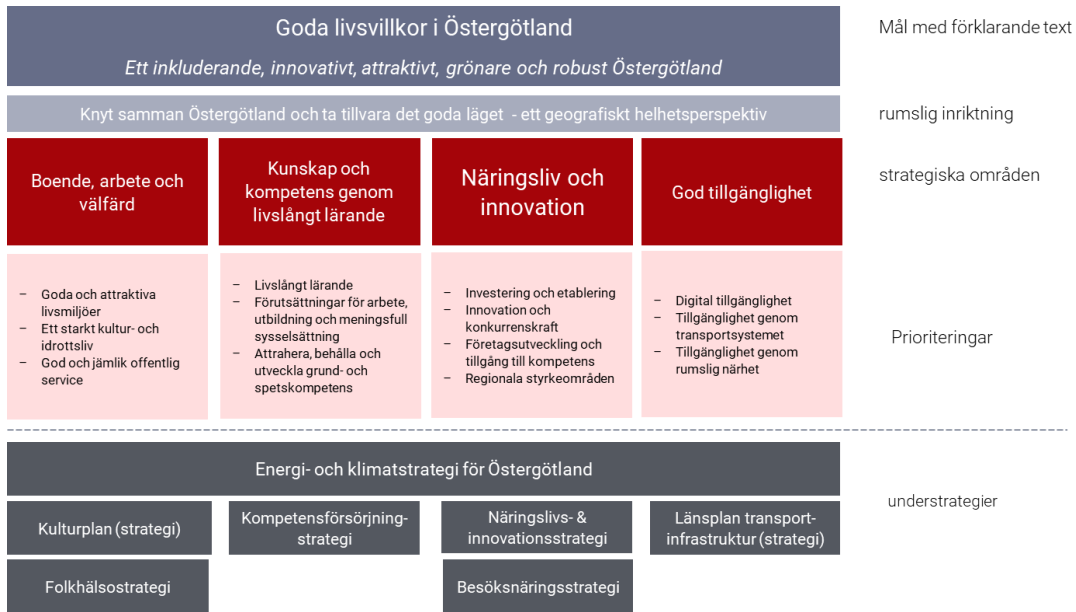 Goda livsvillkor i Östergötland
Ett inkluderande, innovativt, attraktivt, grönare och robust Östergötland
Mål med förklarande text
Knyt samman Östergötland och ta tillvara det goda läget - ett geografiskt helhetsperspektiv
rumslig inriktning
Boende, arbete och
välfärd
Kunskap och
kompetens genom
livslångt lärande
Näringsliv och
innovation
God tillgänglighet
strategiska områden
– Goda och attraktiva
livsmiljöer
– Ett starkt kultur- och
idrottsliv
– God och jämlik offentlig
service
– Livslångt lärande
– Förutsättningar för arbete,
utbildning och meningsfull
sysselsättning
– Attrahera, behålla och
utveckla grund- och
spetskompetens
– Investering och etablering
– Innovation och
konkurrenskraft
– Företagsutveckling och
tillgång till kompetens
– Regionala styrkeområden
– Digital tillgänglighet
– Tillgänglighet genom
transportsystemet
– Tillgänglighet genom
rumslig närhet
Prioriteringar
Energi- och klimatstrategi för Östergötland
understrategier
Kulturplan (strategi)
Kompetensförsörjning-
strategi
Näringslivs- &
innovationsstrategi
Länsplan transport-
infrastruktur (strategi)
Folkhälsostrategi
Besöksnäringsstrategi